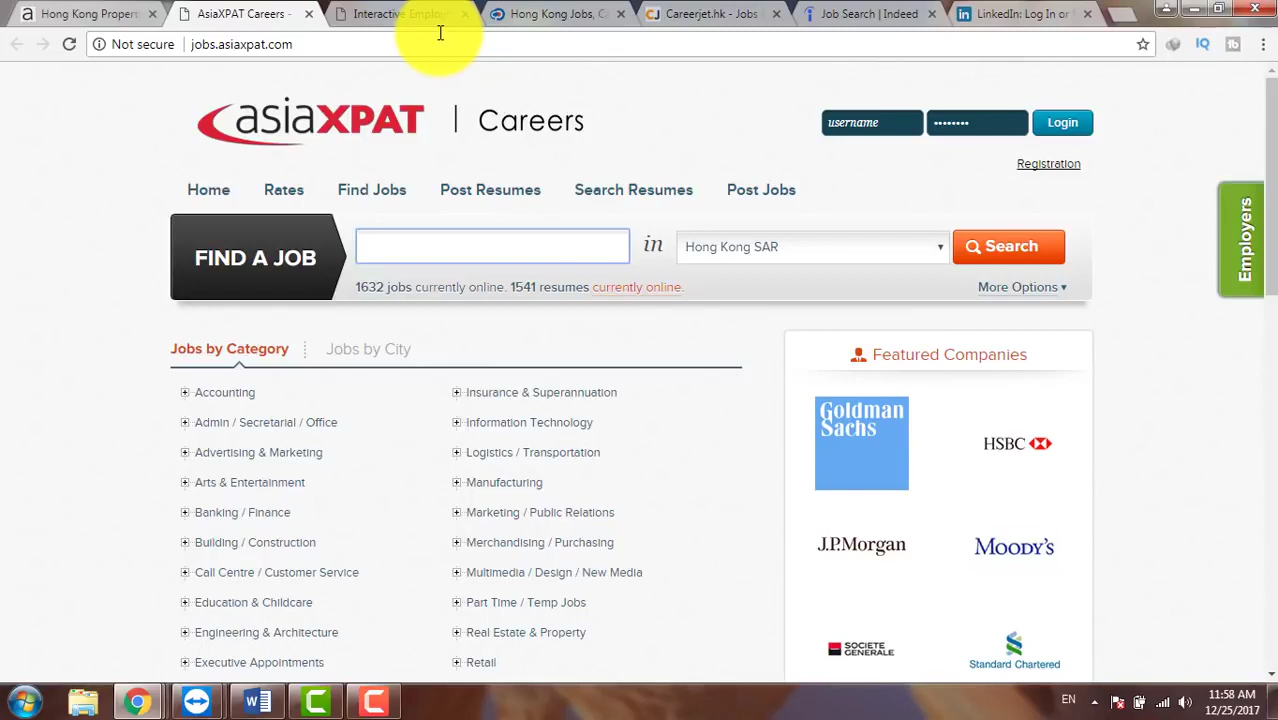 Hong Kong Proper
AsiaXPAT Careers -
Interactive Employ
Hong Kong Jobs, C
Careerjet.hk - Jobs
Job Search | Indeed
LinkedIn: Log In or
Not secure
jobs.asiaxpat.com
asiaXPAT | Careers
username
Login
Registration
Home Rates Find Jobs Post Resumes Search Resumes Post Jobs
FIND A JOB
in
Hong Kong SAR
Search
1632 jobs currently online. 1541 resumes currently online.
More Options
Employers
Jobs by Category
Jobs by City
Accounting
Admin / Secretarial / Office
Advertising & Marketing
Arts & Entertainment
Banking / Finance
Building / Construction
Call Centre / Customer Service
Education & Childcare
Engineering & Architecture
Executive Appointments
Insurance & Superannuation
Information Technology
Logistics / Transportation
Manufacturing
Marketing / Public Relations
Merchandising / Purchasing
Multimedia / Design / New Media
Part Time / Temp Jobs
Real Estate & Property
Retail
Featured Companies
Goldman
Sachs
HSBC
J.P.Morgan
MOODY'S
SOCIETE
GENERALE
Standard Chartered
EN
11:58 AM
12/25/2017